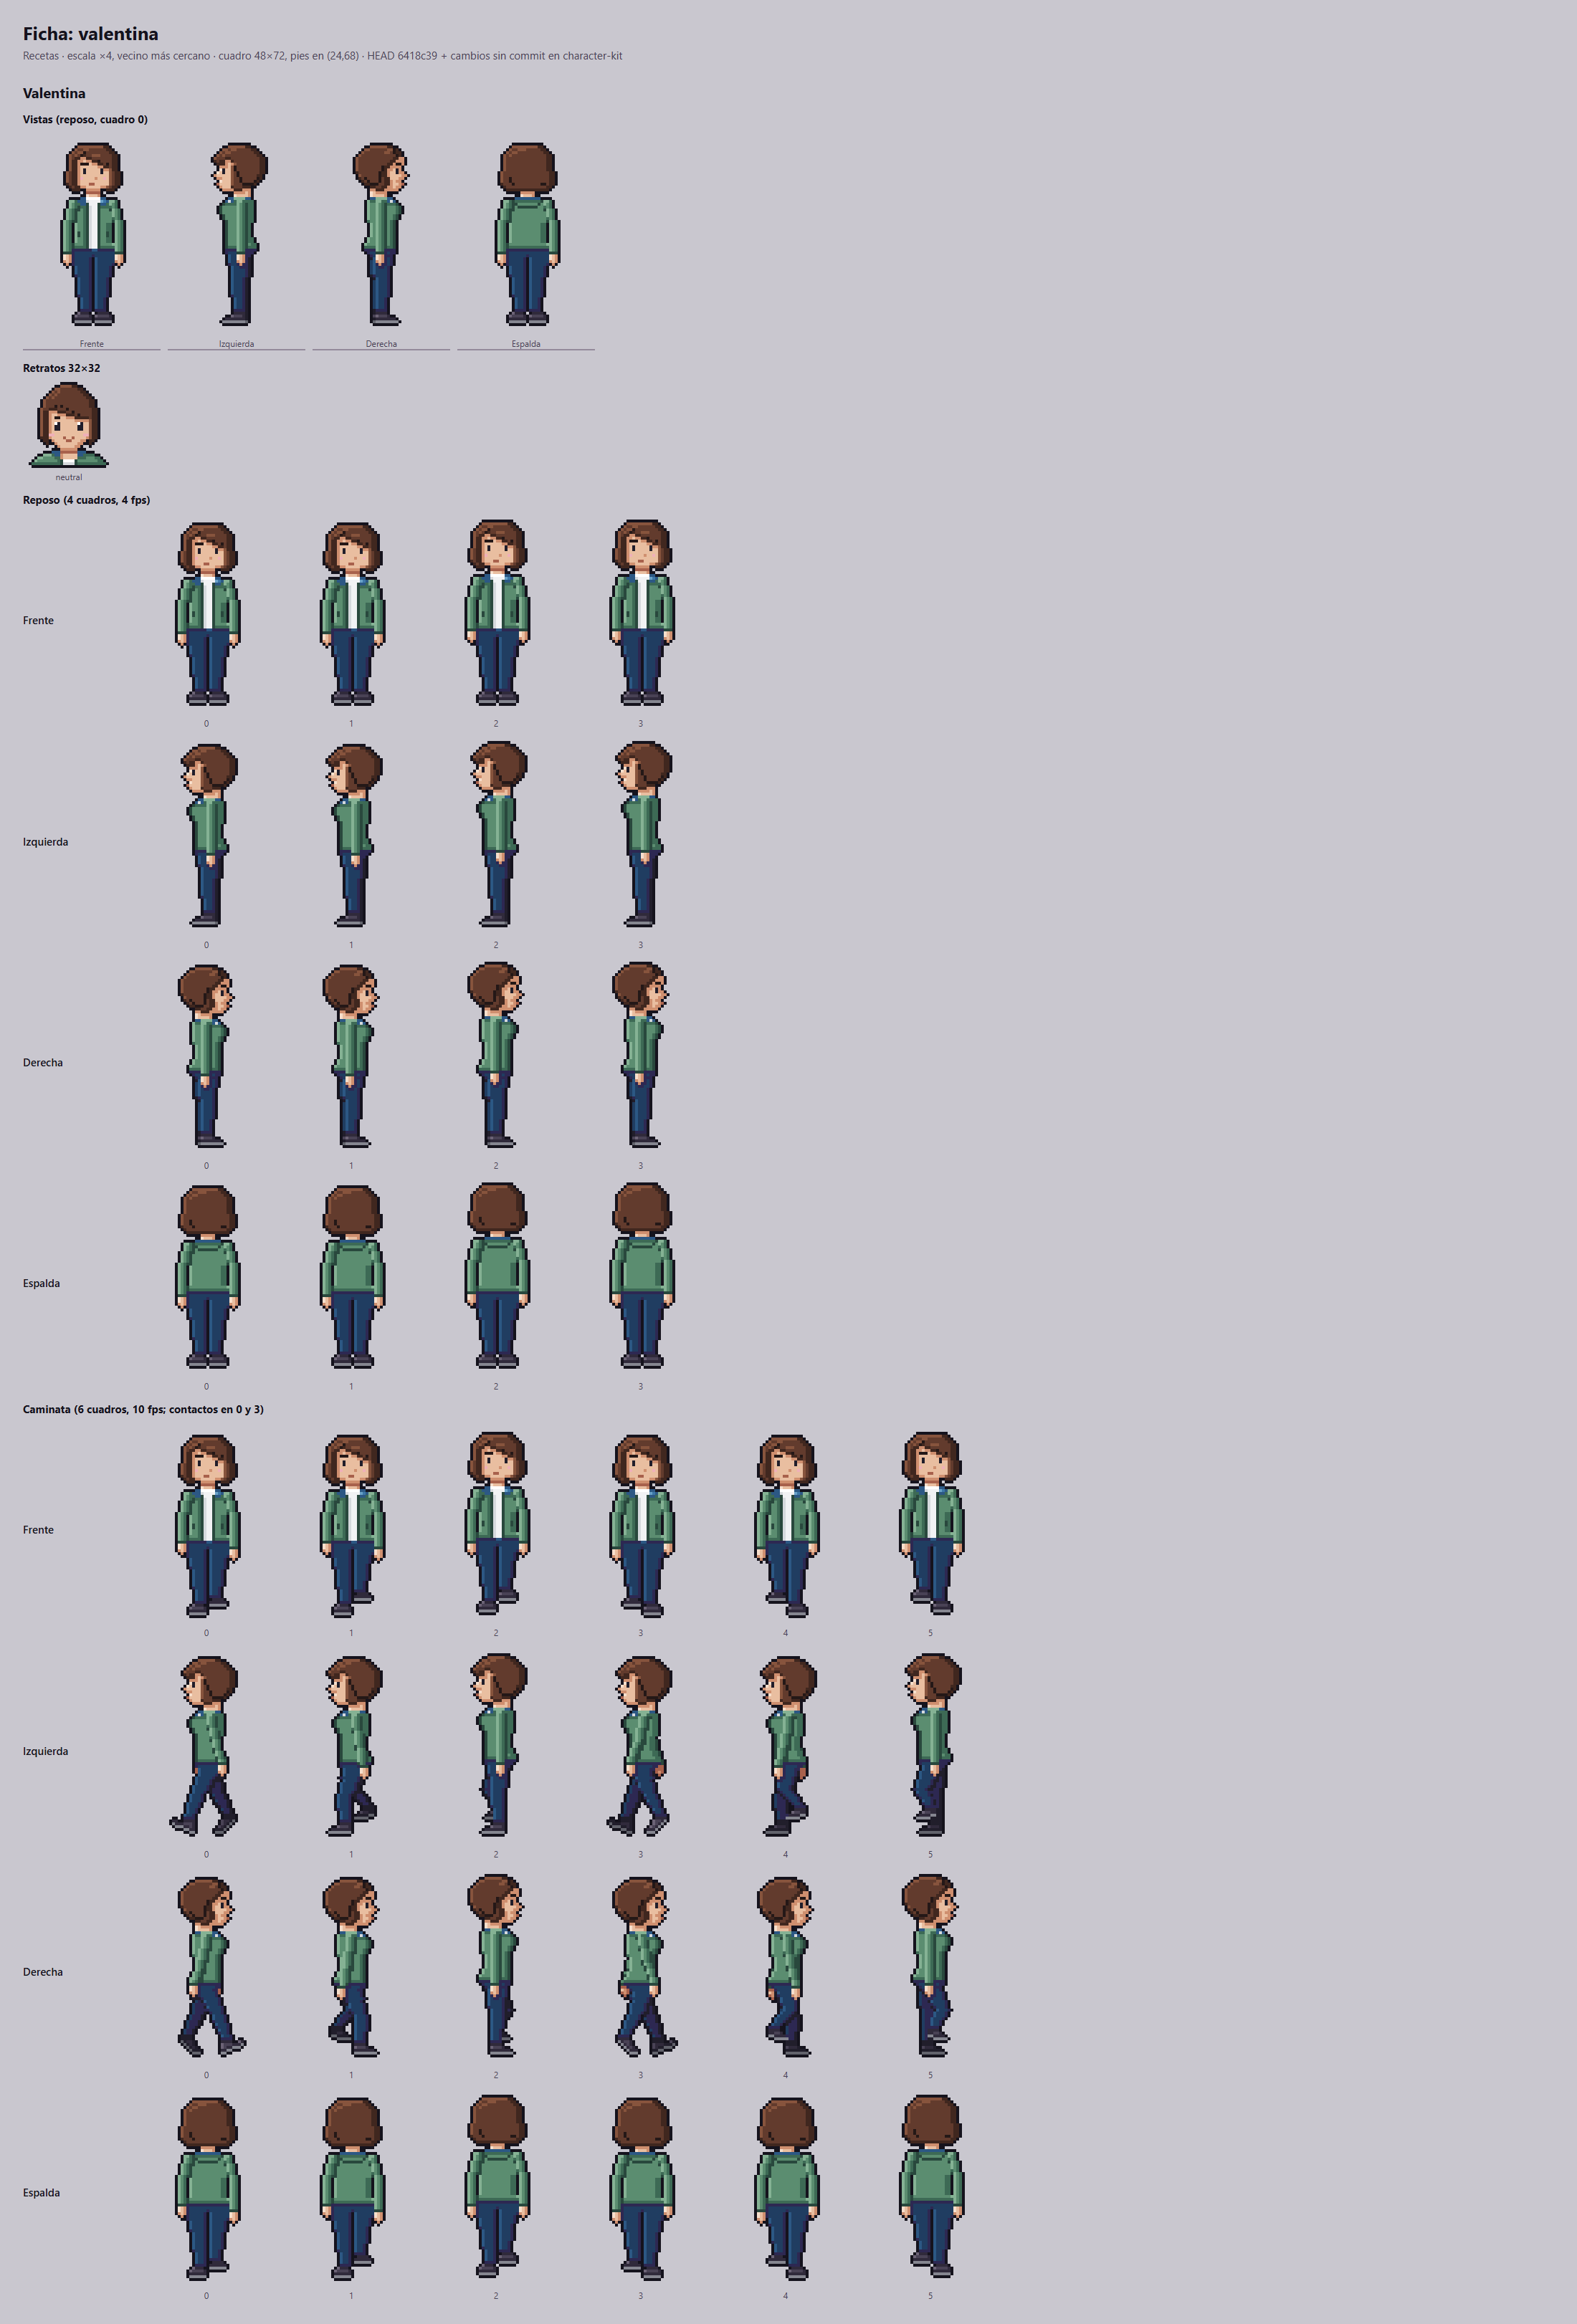 Ficha: valentina
Recetas · escala ×4, vecino más cercano · cuadro 48×72, pies en (24,68) · HEAD 6418c39 + cambios sin commit en character-kit
Valentina
Vistas (reposo, cuadro 0)
Frente Izquierda Derecha Espalda
Retratos 32×32
neutral
Reposo (4 cuadros, 4 fps)
Frente
0 1 2 3
Izquierda
0 1 2 3
Derecha
0 1 2 3
Espalda
0 1 2 3
Caminata (6 cuadros, 10 fps; contactos en 0 y 3)
Frente
0 1 2 3 4 5
Izquierda
0 1 2 3 4 5
Derecha
0 1 2 3 4 5
Espalda
0 1 2 3 4 5